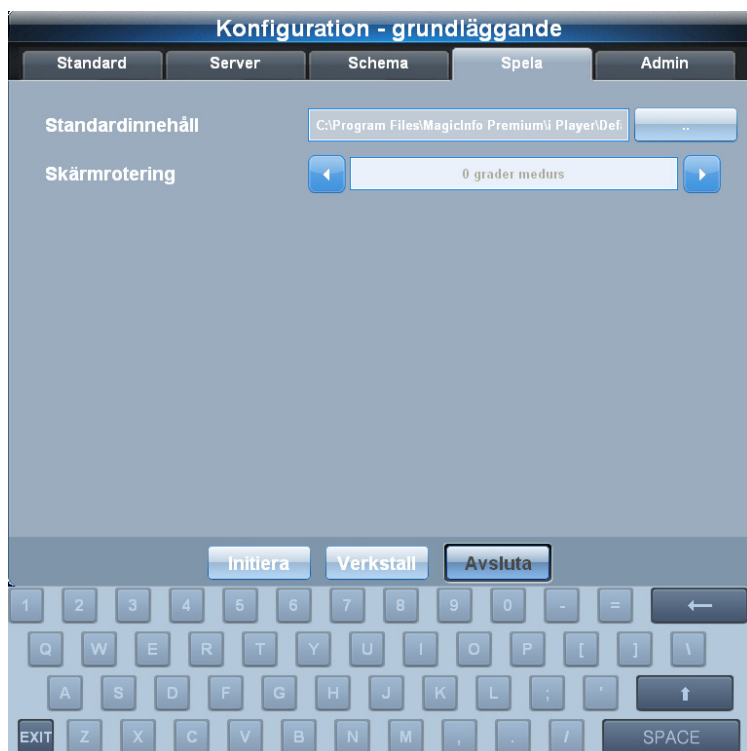 Konfiguration - grundläggande
Standard Server Schema Spela Admin
Standardinnehåll C:\Program Files\MagicInfo Premium\i Player\Defa ..
Skärmrotering 0 grader medurs
Initiera Verkstall Avsluta
1 2 3 4 5 6 7 8 9 0 - = ←
Q W E R T Y U I O P [ ] \
A S D F G H J K L ; ' ↑
EXIT Z X C V B N M , . / SPACE